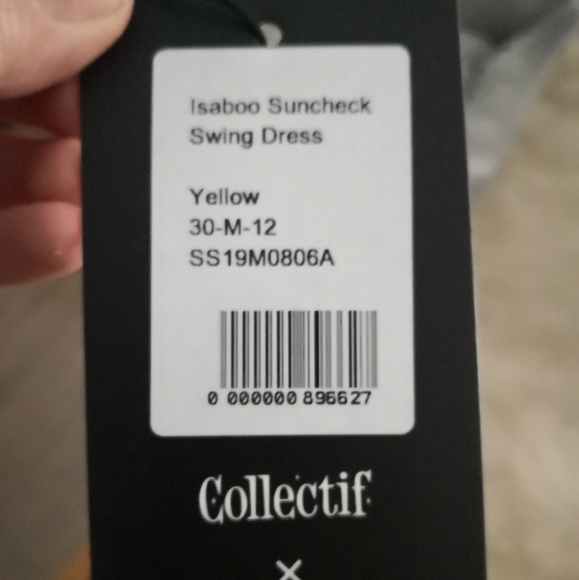 Isaboo Suncheck
Swing Dress
Yellow
30-M-12
SS19M0806A
0 000000 896627
Collectif
×